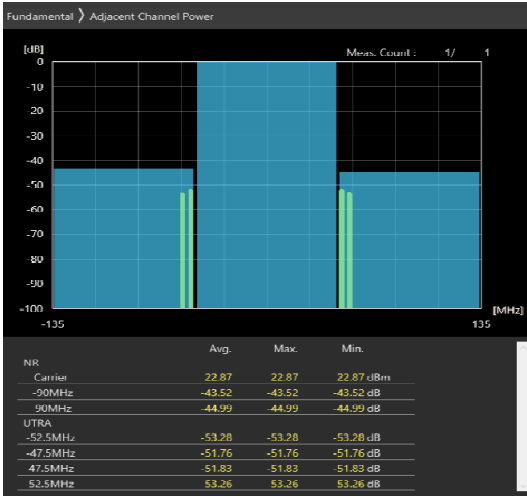 Fundamental 〉 Adjacent Channel Power
[dB]
Meas. Count : 1/ 1
0
-10
-20
-30
-40
-50
-60
-70
-80
-90
-100
[MHz]
-135 135
Avg. Max. Min.
NR
Carrier 22.87 22.87 22.87 dBm
-90MHz -43.52 -43.52 -43.52 dB
90MHz -44.99 -44.99 -44.99 dB
UTRA
-52.5MHz -53.28 -53.28 -53.28 dB
-47.5MHz -51.76 -51.76 -51.76 dB
47.5MHz -51.83 -51.83 -51.83 dB
52.5MHz 53.26 53.26 53.26 dB